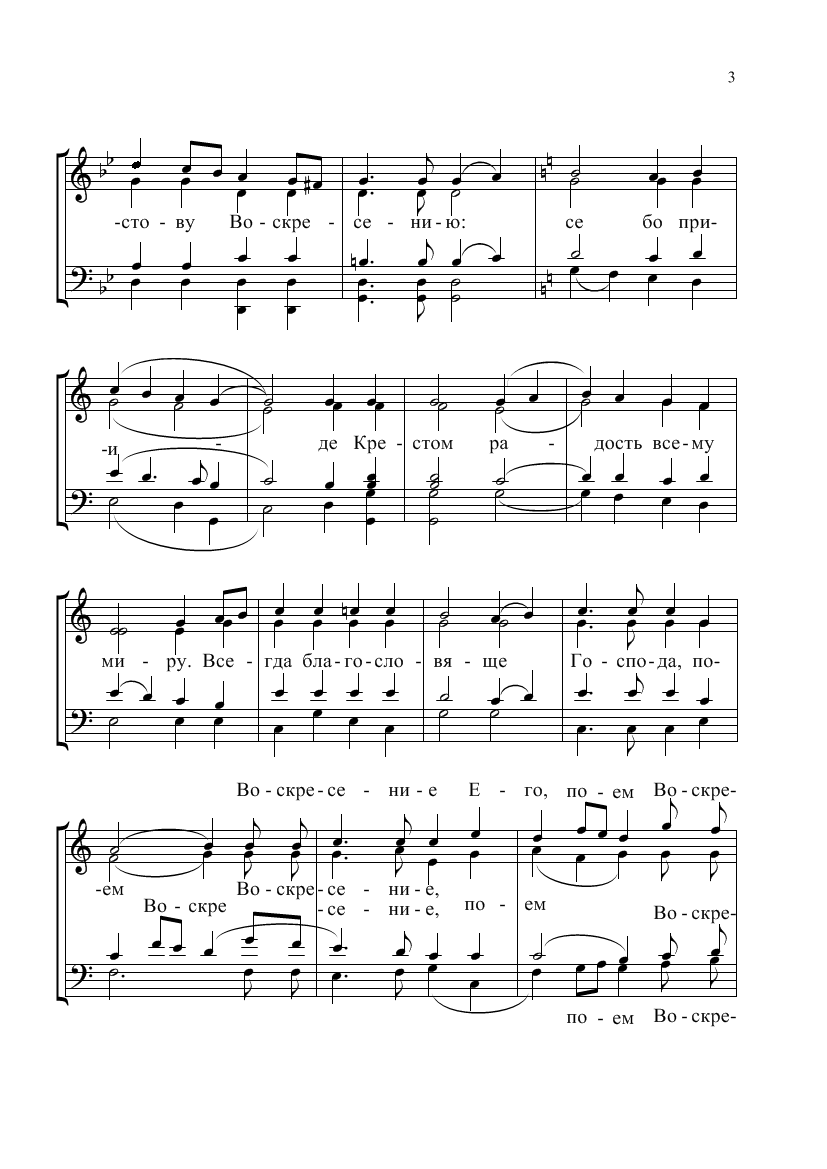 3
-сто - ву Во - скре - се - ни - ю: се бо при-
-и - де Кре - стом ра - дость все - му
ми - ру. Все - гда бла - го - сло - вя - ще Го - спо - да, по-
Во - скре - се - ни - е Е - го, по - ем Во - скре-
-ем Во - скре - се - ни - е,
Во - скре -се - ни - е, по - ем Во - скре-
по - ем Во - скре-